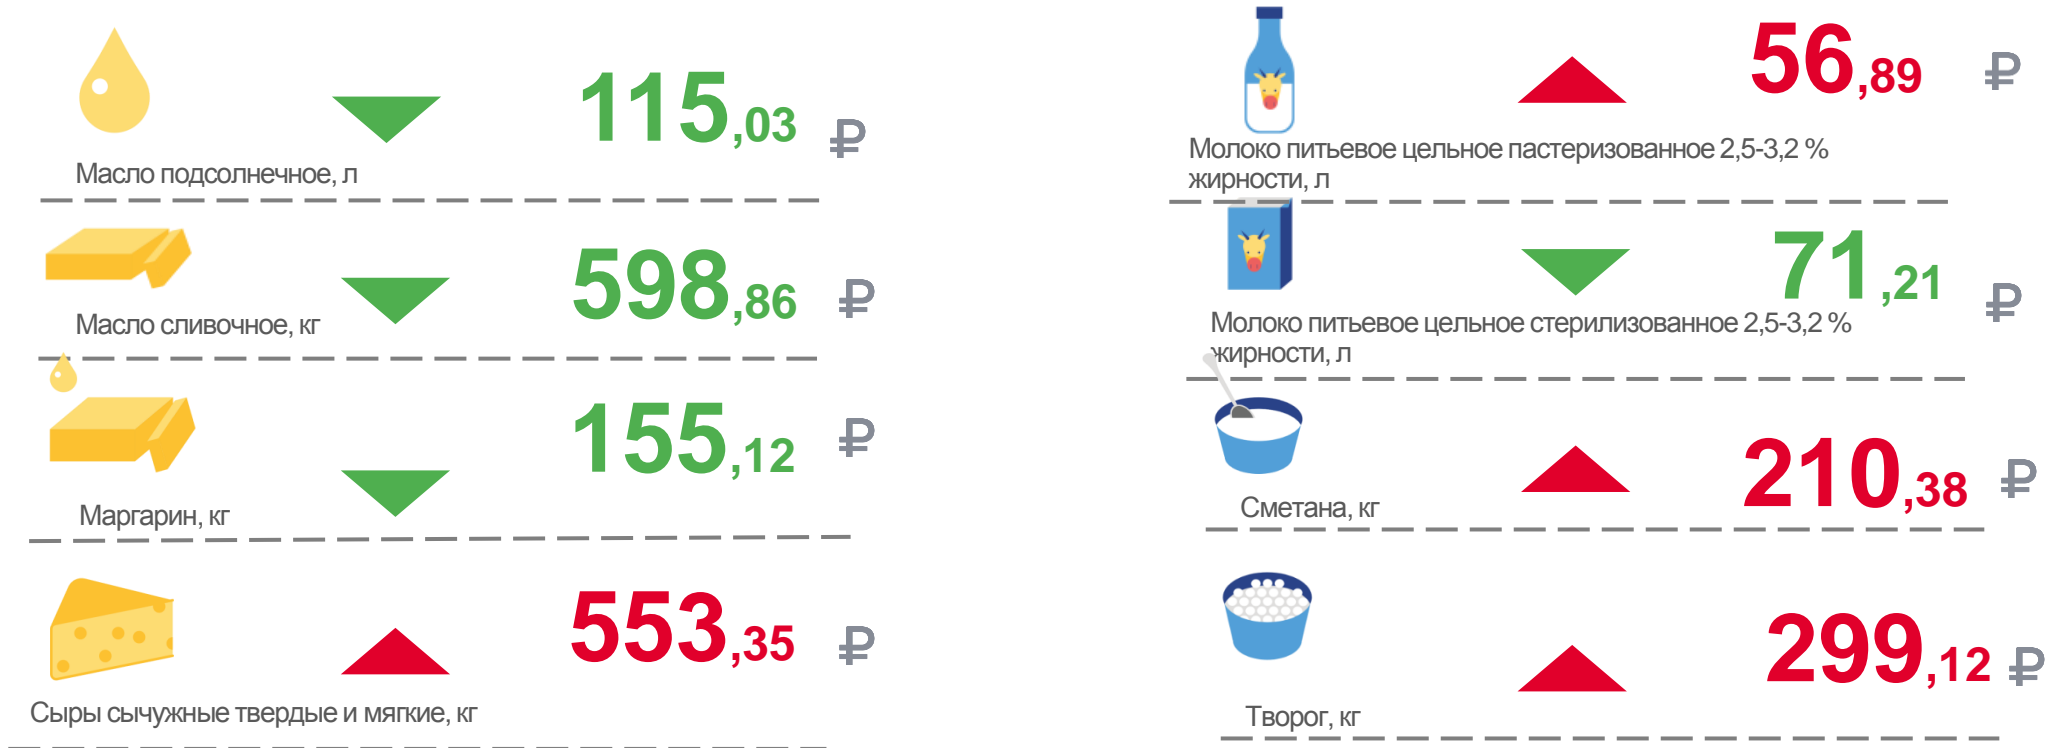 115,03 ₽
Масло подсолнечное, л
598,86 ₽
Масло сливочное, кг
155,12 ₽
Маргарин, кг
553,35 ₽
Сыры сычужные твердые и мягкие, кг
56,89 ₽
Молоко питьевое цельное пастеризованное 2,5-3,2 %
жирности, л
71,21 ₽
Молоко питьевое цельное стерилизованное 2,5-3,2 %
жирности, л
210,38 ₽
Сметана, кг
299,12 ₽
Творог, кг